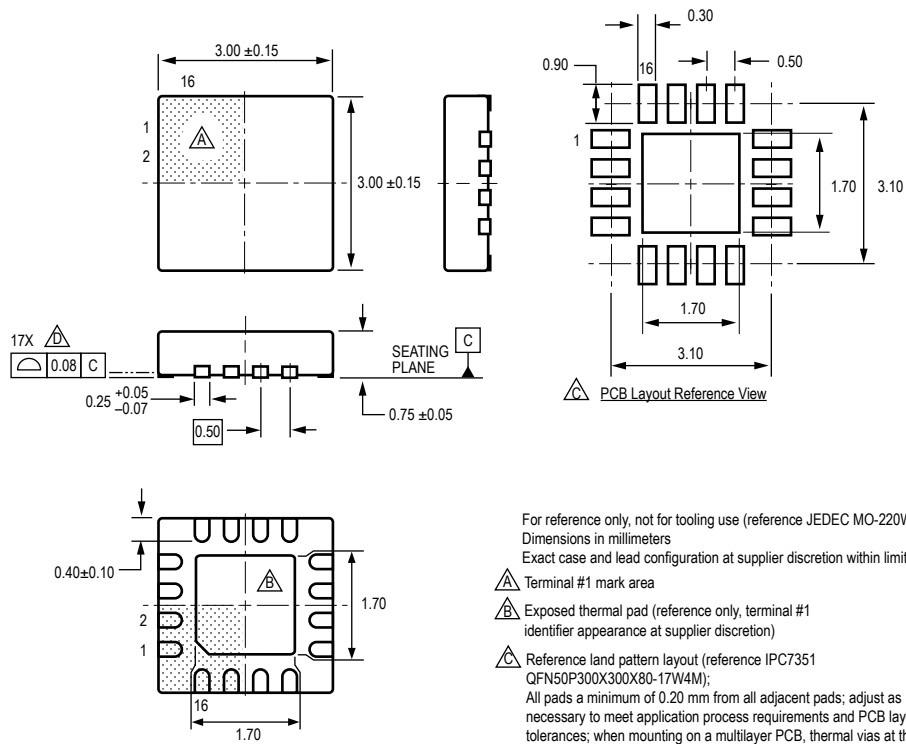 3.00 ±0.15
16
1
2
A
3.00 ±0.15
0.30
0.90
16
0.50
1
1.70
3.10
1.70
3.10
C PCB Layout Reference View
17X D
0.08 C
SEATING
PLANE
C
0.25 +0.05
–0.07
0.50
0.75 ±0.05
0.40±0.10
B
1.70
2
1
16
1.70
For reference only, not for tooling use (reference JEDEC MO-220
Dimensions in millimeters
Exact case and lead configuration at supplier discretion within
A Terminal #1 mark area
B Exposed thermal pad (reference only, terminal #1
identifier appearance at supplier discretion)
C Reference land pattern layout (reference IPC7351
QFN50P300X300X80-17W4M);
All pads a minimum of 0.20 mm from all adjacent pads; adjust as
necessary to meet application process requirements and PCB
tolerances; when mounting on a multilayer PCB, thermal vias at